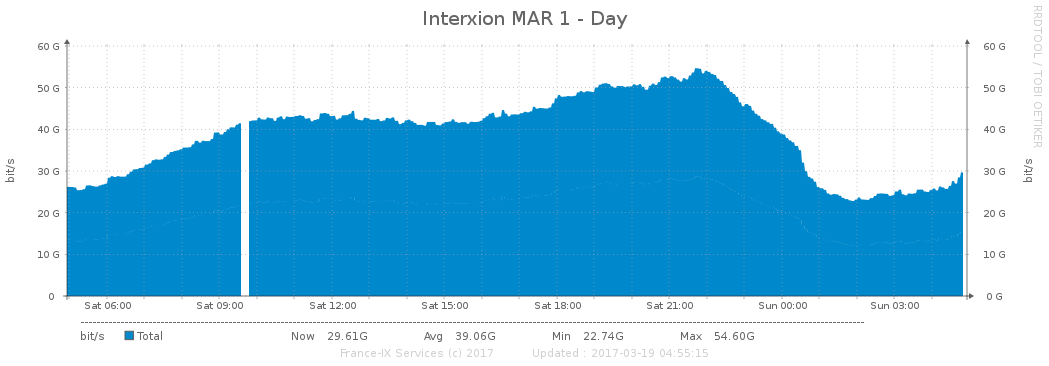 Interxion MAR 1 - Day
RRDTOOL / TOBI OETIKER
60 G 60 G
50 G 50 G
40 G 40 G
30 G 30 G
20 G 20 G
10 G 10 G
0 0 G
bit/s bit/s
Sat 06:00 Sat 09:00 Sat 12:00 Sat 15:00 Sat 18:00 Sat 21:00 Sun 00:00 Sun 03:00
bit/s Total Now 29.61G Avg 39.06G Min 22.74G Max 54.60G
France-IX Services (c) 2017 Updated : 2017-03-19 04:55:15